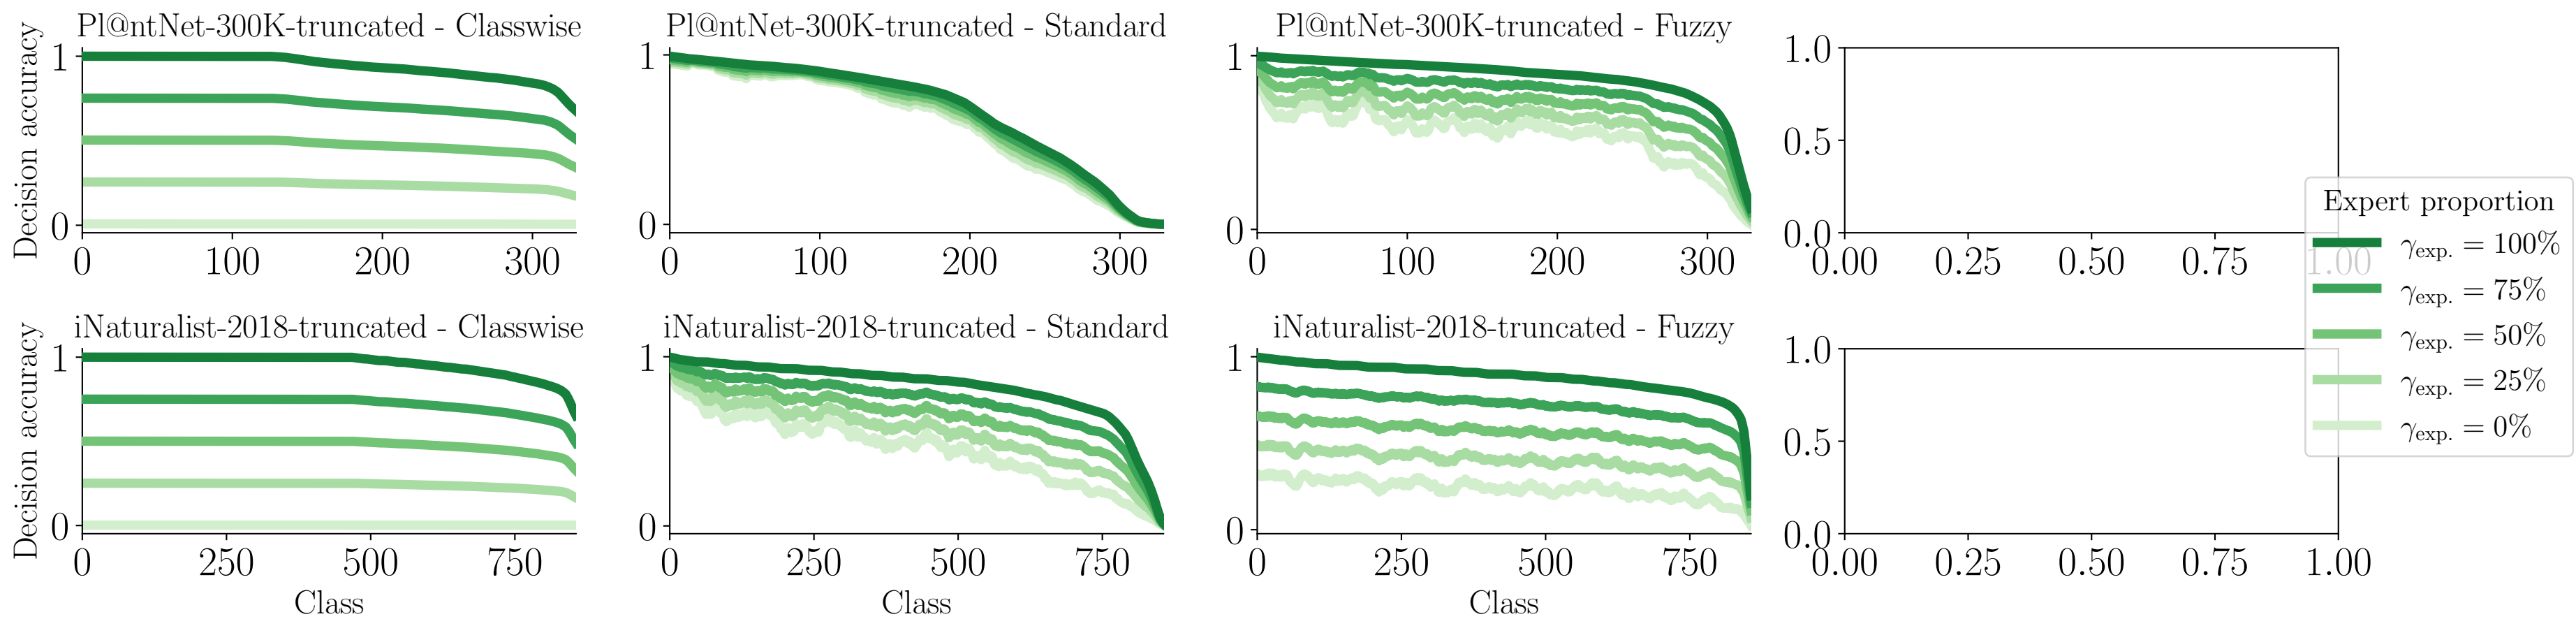 Pl@ntNet-300K-truncated - Classwise
Decision accuracy
1
0
0 100 200 300
Pl@ntNet-300K-truncated - Standard
1
0
0 100 200 300
Pl@ntNet-300K-truncated - Fuzzy
1
0
0 100 200 300
1.0
0.5
0.0
0.00 0.25 0.50 0.75 1.00
iNaturalist-2018-truncated - Classwise
Decision accuracy
1
0
0 250 500 750
Class
iNaturalist-2018-truncated - Standard
1
0
0 250 500 750
Class
iNaturalist-2018-truncated - Fuzzy
1
0
0 250 500 750
Class
1.0
0.5
0.0
0.00 0.25 0.50 0.75 1.00
Expert proportion
γexp. = 100%
γexp. = 75%
γexp. = 50%
γexp. = 25%
γexp. = 0%